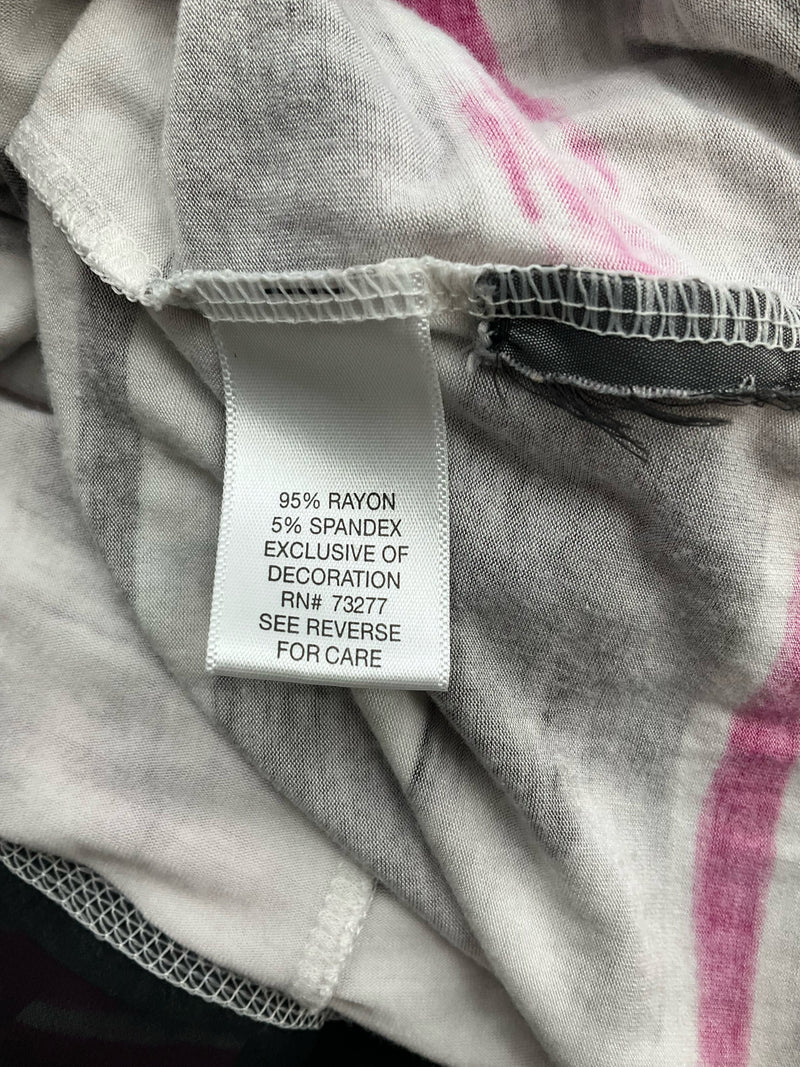 95% RAYON
5% SPANDEX
EXCLUSIVE OF
DECORATION
RN# 73277
SEE REVERSE
FOR CARE